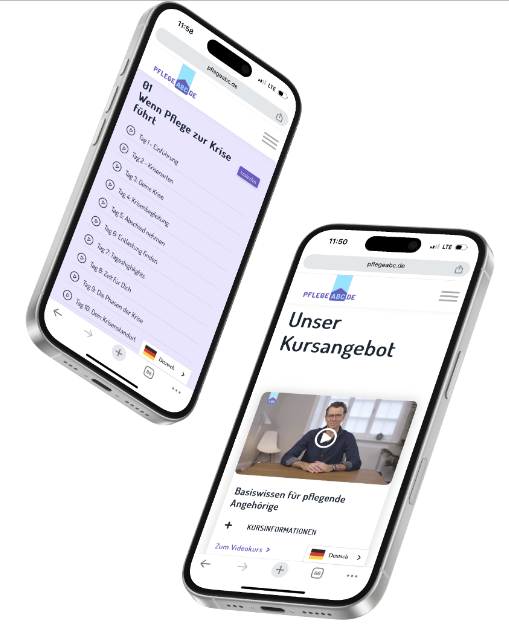 11:58
LTE
pflegeabc.de
PFLEGE ABC DE
01
Wenn Pflege zur Krise
führt
Tag 1 - Einführung
Tag 2 - Krisenarten
Tag 3: Deine Krise
Tag 4: Krisenbegleitung
Tag 5: Abschied nehmen
Tag 6: Entlastung finden
Tag 7: Tageshighlights
Tag 8: Zeit für Dich
Tag 9: Die Phasen der Krise
Tag 10: Dein Krisenstandort
Deutsch
11:50
LTE
pflegeabc.de
PFLEGE ABC DE
Unser
Kursangebot
Basiswissen für pflegende
Angehörige
+ KURSINFORMATIONEN
Zum Videokurs >
Deutsch